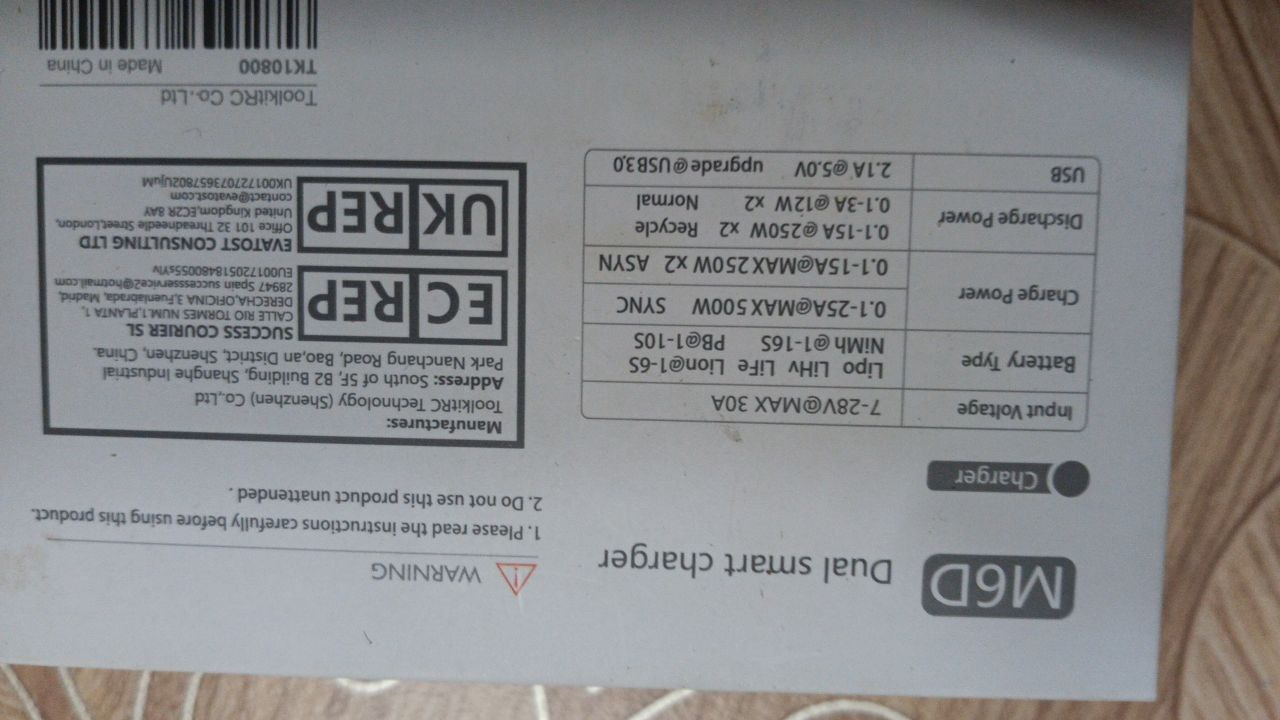 M6D Dual smart charger
Charger
Input Voltage 7-28V@MAX 30A
Battery Type Lipo LiHv LiFe Lion@1-6S
NiMh@1-16S PB@1-10S
Charge Power 0.1-25A@MAX500W SYNC
0.1-15A@MAX250W x2 ASYN
Discharge Power 0.1-15A@250W x2 Recycle
0.1-3A@12W x2 Normal
USB 2.1A@5.0V upgrade@USB3.0
WARNING
1. Please read the instructions carefully before using this product.
2. Do not use this product unattended.
Manufactures:
ToolkitRC Technology (Shenzhen) Co.,Ltd
Address: South of 5F, B2 Building, Shanghe Industrial
Park Nanchang Road, Bao,an District, Shenzhen, China.
EC REP
SUCCESS COURIER SL
CALLE RIO TORMES NUM.1,PLANTA 1,
DERECHA,OFICINA 3,Fuenlabrada, Madrid,
28947 Spain successservice2@hotmail.com
UK REP
EVATOST CONSULTING LTD
Office 101 32 Threadneedle Street,London,
United Kingdom,EC2R 8AY
contact@evatost.com
ToolkitRC Co.,Ltd
TK10800 Made in China